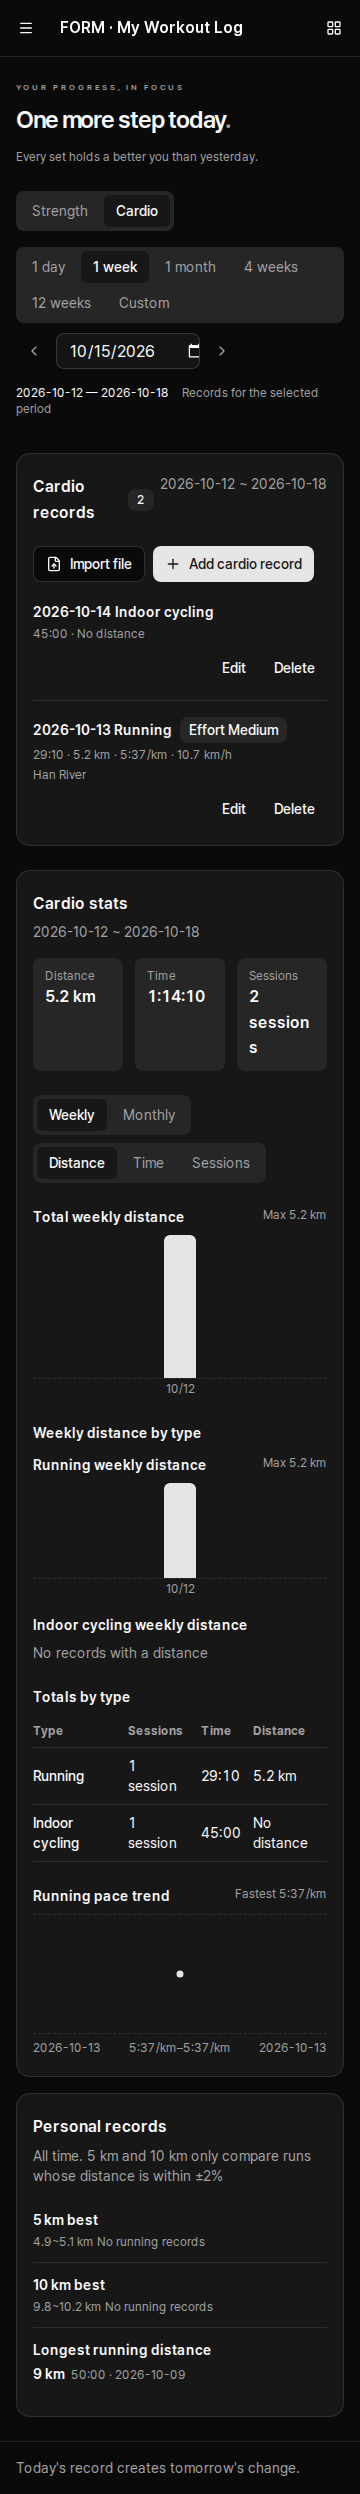 FORM · My Workout Log
YOUR PROGRESS, IN FOCUS
One more step today.
Every set holds a better you than yesterday.
Strength Cardio
1 day 1 week 1 month 4 weeks
12 weeks Custom
10/15/2026
2026-10-12 — 2026-10-18 Records for the selected
period
Cardio
records
2
2026-10-12 ~ 2026-10-18
Import file Add cardio record
2026-10-14 Indoor cycling
45:00 · No distance
Edit Delete
2026-10-13 Running Effort Medium
29:10 · 5.2 km · 5:37/km · 10.7 km/h
Han River
Edit Delete
Cardio stats
2026-10-12 ~ 2026-10-18
Distance
5.2 km
Time
1:14:10
Sessions
2
session
s
Weekly Monthly
Distance Time Sessions
Total weekly distance Max 5.2 km
10/12
Weekly distance by type
Running weekly distance Max 5.2 km
10/12
Indoor cycling weekly distance
No records with a distance
Totals by type
Type Sessions Time Distance
Running 1
session 29:10 5.2 km
Indoor
cycling 1
session 45:00 No
distance
Running pace trend Fastest 5:37/km
2026-10-13 5:37/km–5:37/km 2026-10-13
Personal records
All time. 5 km and 10 km only compare runs
whose distance is within ±2%
5 km best
4.9~5.1 km No running records
10 km best
9.8~10.2 km No running records
Longest running distance
9 km 50:00 · 2026-10-09
Today's record creates tomorrow's change.